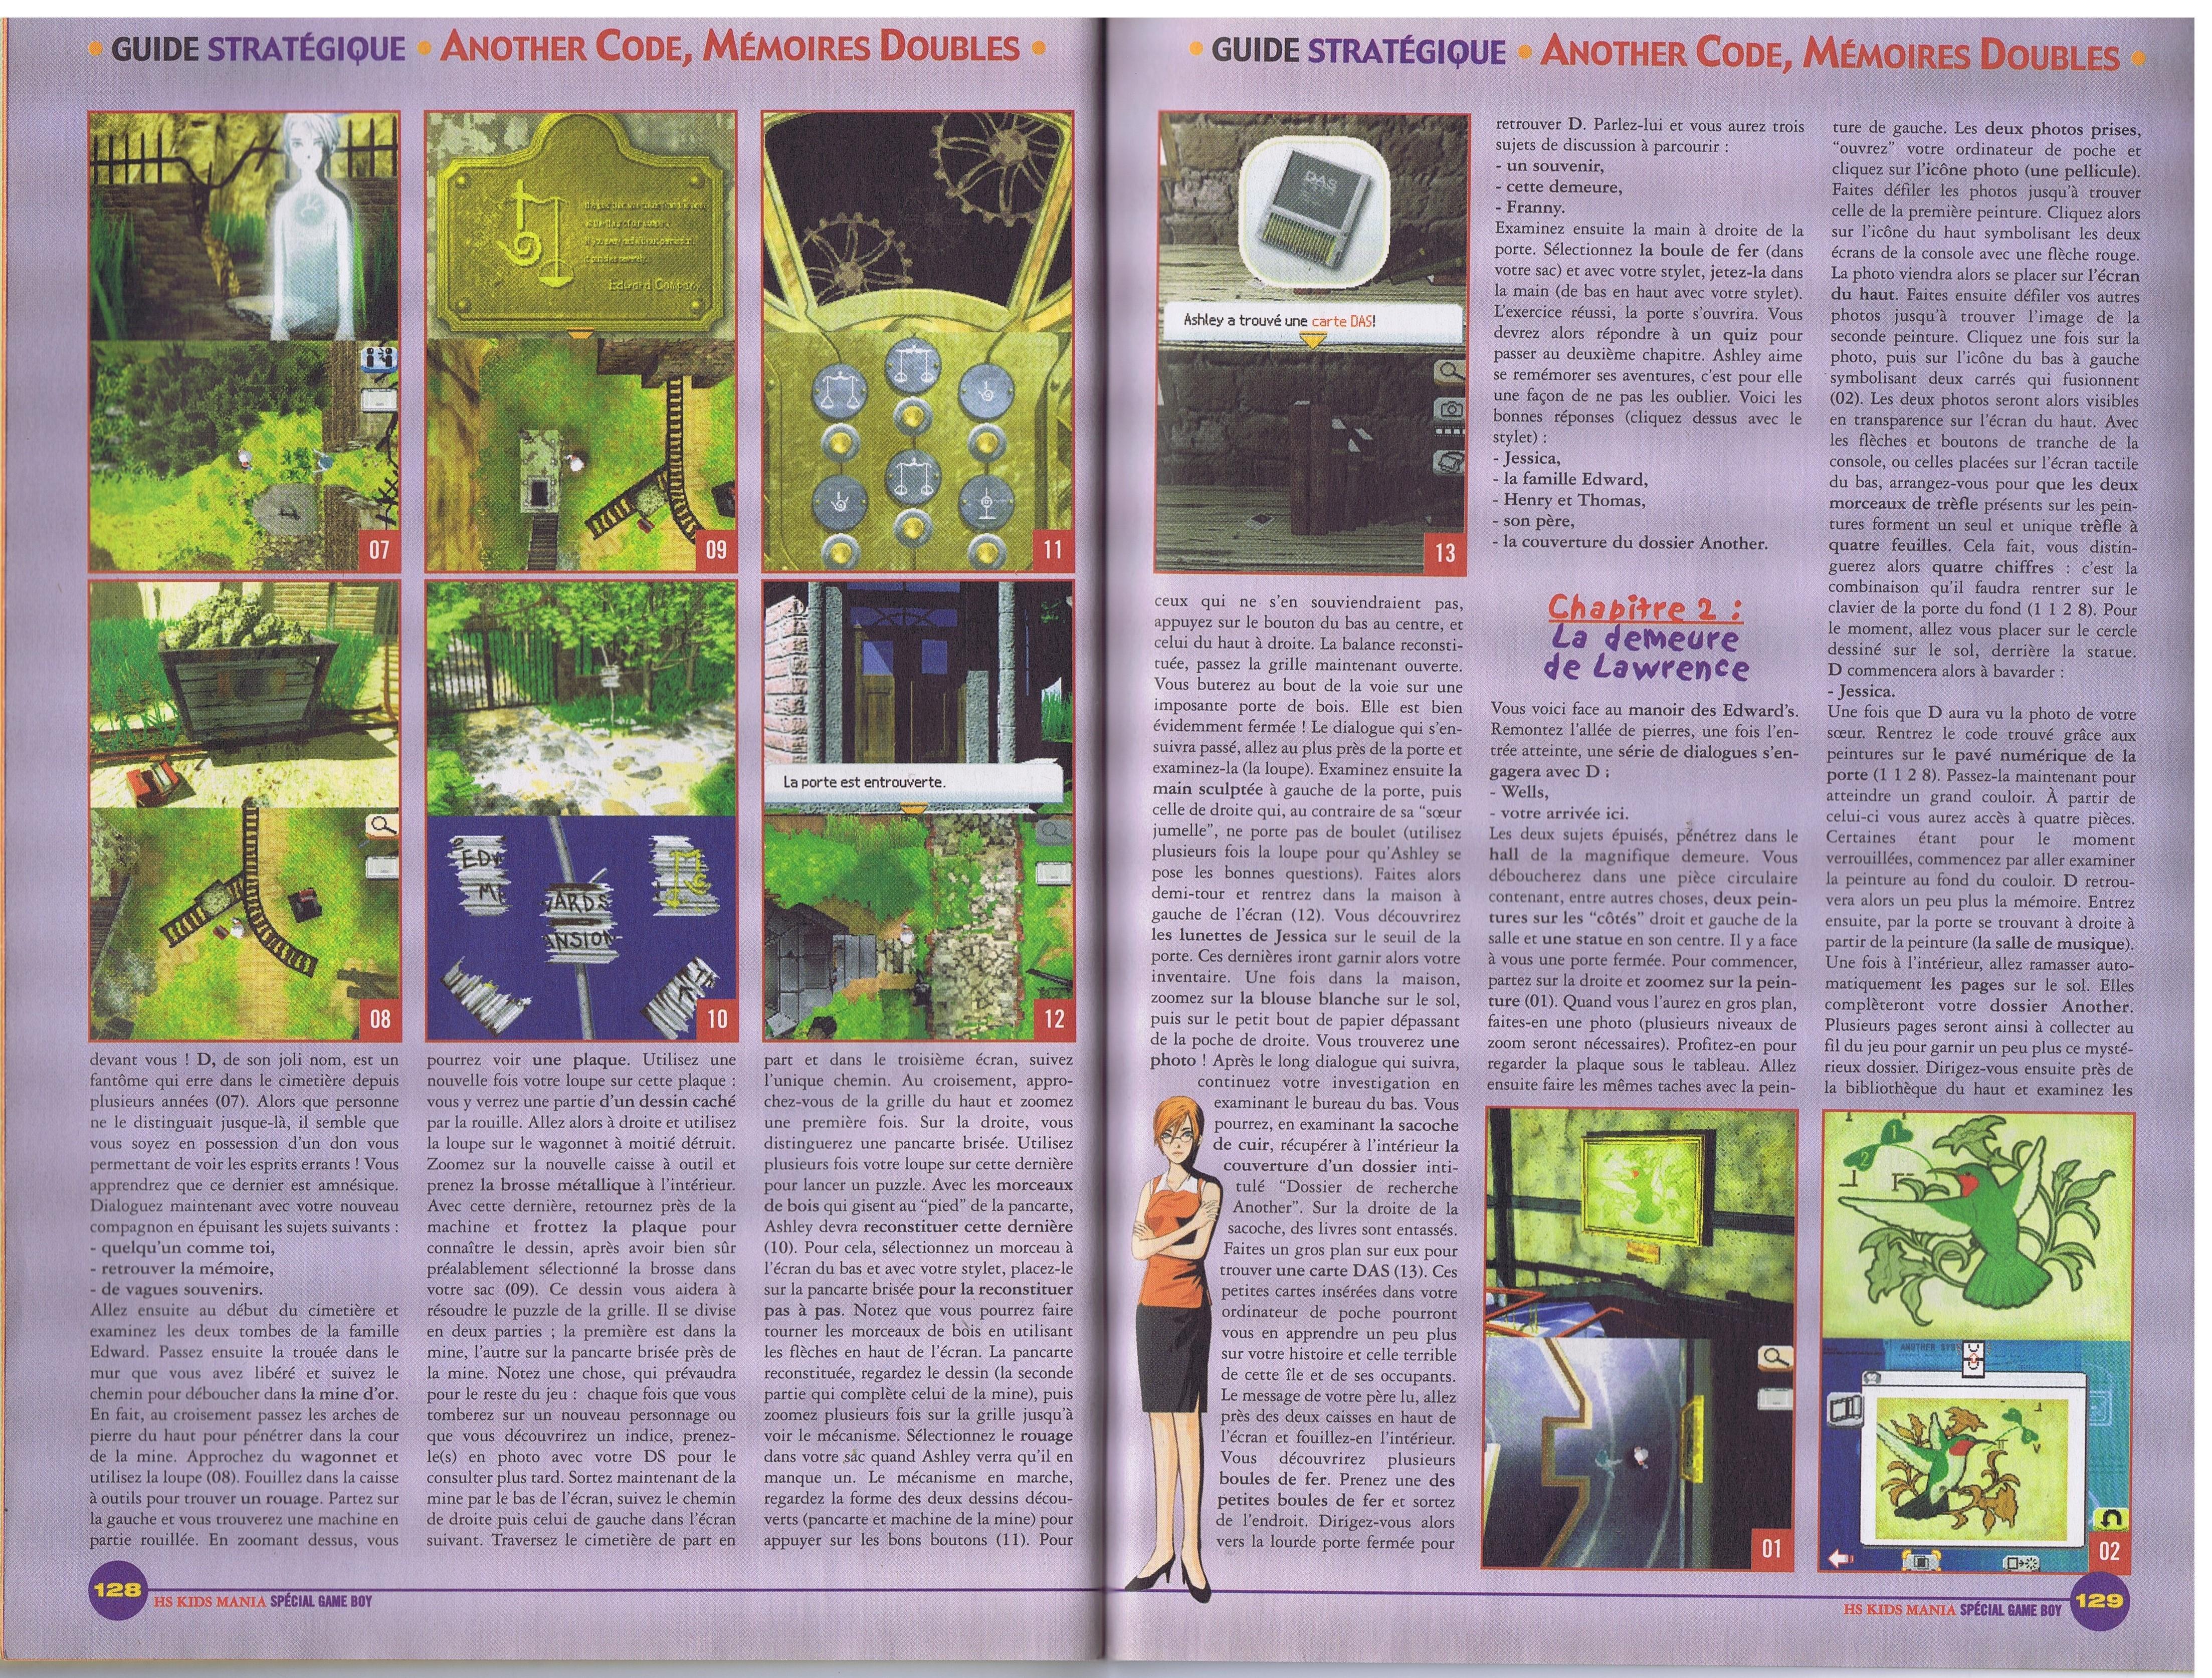 GUIDE STRATÉGIQUE • ANOTHER CODE, MÉMOIRES DOUBLES
07
Edward Company
09
11
08
EDW
M
ARDS
ANSION
10
La porte est entrouverte.
12
devant vous ! D, de son joli nom, est un
fantôme qui erre dans le cimetière depuis
plusieurs années (07). Alors que personne
ne le distinguait jusque-là, il semble que
vous soyez en possession d'un don vous
permettant de voir les esprits errants ! Vous
apprendrez que ce dernier est amnésique.
Dialoguez maintenant avec votre nouveau
compagnon en épuisant les sujets suivants :
- quelqu'un comme toi,
- retrouver la mémoire,
- de vagues souvenirs.
Allez ensuite au début du cimetière et
examinez les deux tombes de la famille
Edward. Passez ensuite la trouée dans le
mur que vous avez libéré et suivez le
chemin pour déboucher dans la mine d'or.
En fait, au croisement passez les arches de
pierre du haut pour pénétrer dans la cour
de la mine. Approchez du wagonnet et
utilisez la loupe (08). Fouillez dans la caisse
à outils pour trouver un rouage. Partez sur
la gauche et vous trouverez une machine en
partie rouillée. En zoomant dessus, vous
pourrez voir une plaque. Utilisez une
nouvelle fois votre loupe sur cette plaque :
vous y verrez une partie d'un dessin caché
par la rouille. Allez alors à droite et utilisez
la loupe sur le wagonnet à moitié détruit.
Zoomez sur la nouvelle caisse à outil et
prenez la brosse métallique à l'intérieur.
Avec cette dernière, retournez près de la
machine et frottez la plaque pour
connaître le dessin, après avoir bien sûr
préalablement sélectionné la brosse dans
votre sac (09). Ce dessin vous aidera à
résoudre le puzzle de la grille. Il se divise
en deux parties ; la première est dans la
mine, l'autre sur la pancarte brisée près de
la mine. Notez une chose, qui prévaudra
pour le reste du jeu : chaque fois que vous
tomberez sur un nouveau personnage ou
que vous découvrirez un indice, prenez-
le(s) en photo avec votre DS pour le
consulter plus tard. Sortez maintenant de la
mine par le bas de l'écran, suivez le chemin
de droite puis celui de gauche dans l'écran
suivant. Traversez le cimetière de part en
part et dans le troisième écran, suivez
l'unique chemin. Au croisement, appro-
chez-vous de la grille du haut et zoomez
une première fois. Sur la droite, vous
distinguerez une pancarte brisée. Utilisez
plusieurs fois votre loupe sur cette dernière
pour lancer un puzzle. Avec les morceaux
de bois qui gisent au "pied" de la pancarte,
Ashley devra reconstituer cette dernière
(10). Pour cela, sélectionnez un morceau à
l'écran du bas et avec votre stylet, placez-le
sur la pancarte brisée pour la reconstituer
pas à pas. Notez que vous pourrez faire
tourner les morceaux de bois en utilisant
les flèches en haut de l'écran. La pancarte
reconstituée, regardez le dessin (la seconde
partie qui complète celui de la mine), puis
zoomez plusieurs fois sur la grille jusqu'à
voir le mécanisme. Sélectionnez le rouage
dans votre sac quand Ashley verra qu'il en
manque un. Le mécanisme en marche,
regardez la forme des deux dessins décou-
verts (pancarte et machine de la mine) pour
appuyer sur les bons boutons (11). Pour
128
HS KIDS MANIA SPÉCIAL GAME BOY
GUIDE STRATÉGIQUE • ANOTHER CODE, MÉMOIRES DOUBLES
DAS
Ashley a trouvé une carte DAS!
13
ceux qui ne s'en souviendraient pas,
appuyez sur le bouton du bas au centre, et
celui du haut à droite. La balance reconsti-
tuée, passez la grille maintenant ouverte.
Vous buterez au bout de la voie sur une
imposante porte de bois. Elle est bien
évidemment fermée ! Le dialogue qui s'en-
suivra passé, allez au plus près de la porte et
examinez-la (la loupe). Examinez ensuite la
main sculptée à gauche de la porte, puis
celle de droite qui, au contraire de sa "sœur
jumelle", ne porte pas de boulet (utilisez
plusieurs fois la loupe pour qu'Ashley se
pose les bonnes questions). Faites alors
demi-tour et rentrez dans la maison à
gauche de l'écran (12). Vous découvrirez
les lunettes de Jessica sur le seuil de la
porte. Ces dernières iront garnir alors votre
inventaire. Une fois dans la maison,
zoomez sur la blouse blanche sur le sol,
puis sur le petit bout de papier dépassant
de la poche de droite. Vous trouverez une
photo ! Après le long dialogue qui suivra,
continuez votre investigation en
examinant le bureau du bas. Vous
pourrez, en examinant la sacoche
de cuir, récupérer à l'intérieur la
couverture d'un dossier inti-
tulé "Dossier de recherche
Another". Sur la droite de la
sacoche, des livres sont entassés.
Faites un gros plan sur eux pour
trouver une carte DAS (13). Ces
petites cartes insérées dans votre
ordinateur de poche pourront
vous en apprendre un peu plus
sur votre histoire et celle terrible
de cette île et de ses occupants.
Le message de votre père lu, allez
près des deux caisses en haut de
l'écran et fouillez-en l'intérieur.
Vous découvrirez plusieurs
boules de fer. Prenez une des
petites boules de fer et sortez
de l'endroit. Dirigez-vous alors
vers la lourde porte fermée pour
retrouver D. Parlez-lui et vous aurez trois
sujets de discussion à parcourir :
- un souvenir,
- cette demeure,
- Franny.
Examinez ensuite la main à droite de la
porte. Sélectionnez la boule de fer (dans
votre sac) et avec votre stylet, jetez-la dans
la main (de bas en haut avec votre stylet).
L'exercice réussi, la porte s'ouvrira. Vous
devrez alors répondre à un quiz pour
passer au deuxième chapitre. Ashley aime
se remémorer ses aventures, c'est pour elle
une façon de ne pas les oublier. Voici les
bonnes réponses (cliquez dessus avec le
stylet) :
- Jessica,
- la famille Edward,
- Henry et Thomas,
- son père,
- la couverture du dossier Another.
Chapitre 2 :
La demeure
de Lawrence
Vous voici face au manoir des Edward's.
Remontez l'allée de pierres, une fois l'en-
trée atteinte, une série de dialogues s'en-
gagera avec D :
- Wells,
- votre arrivée ici.
Les deux sujets épuisés, pénétrez dans le
hall de la magnifique demeure. Vous
déboucherez dans une pièce circulaire
contenant, entre autres choses, deux pein-
tures sur les "côtés" droit et gauche de la
salle et une statue en son centre. Il y a face
à vous une porte fermée. Pour commencer,
partez sur la droite et zoomez sur la pein-
ture (01). Quand vous l'aurez en gros plan,
faites-en une photo (plusieurs niveaux de
zoom seront nécessaires). Profitez-en pour
regarder la plaque sous le tableau. Allez
ensuite faire les mêmes taches avec la pein-
ture de gauche. Les deux photos prises,
"ouvrez" votre ordinateur de poche et
cliquez sur l'icône photo (une pellicule).
Faites défiler les photos jusqu'à trouver
celle de la première peinture. Cliquez alors
sur l'icône du haut symbolisant les deux
écrans de la console avec une flèche rouge.
La photo viendra alors se placer sur l'écran
du haut. Faites ensuite défiler vos autres
photos jusqu'à trouver l'image de la
seconde peinture. Cliquez une fois sur la
photo, puis sur l'icône du bas à gauche
symbolisant deux carrés qui fusionnent
(02). Les deux photos seront alors visibles
en transparence sur l'écran du haut. Avec
les flèches et boutons de tranche de la
console, ou celles placées sur l'écran tactile
du bas, arrangez-vous pour que les deux
morceaux de trèfle présents sur les pein-
tures forment un seul et unique trèfle à
quatre feuilles. Cela fait, vous distin-
guerez alors quatre chiffres : c'est la
combinaison qu'il faudra rentrer sur le
clavier de la porte du fond (1 1 2 8). Pour
le moment, allez vous placer sur le cercle
dessiné sur le sol, derrière la statue.
D commencera alors à bavarder :
- Jessica.
Une fois que D aura vu la photo de votre
sœur. Rentrez le code trouvé grâce aux
peintures sur le pavé numérique de la
porte (1 1 2 8). Passez-la maintenant pour
atteindre un grand couloir. À partir de
celui-ci vous aurez accès à quatre pièces.
Certaines étant pour le moment
verrouillées, commencez par aller examiner
la peinture au fond du couloir. D retrou-
vera alors un peu plus la mémoire. Entrez
ensuite, par la porte se trouvant à droite à
partir de la peinture (la salle de musique).
Une fois à l'intérieur, allez ramasser auto-
matiquement les pages sur le sol. Elles
complèteront votre dossier Another.
Plusieurs pages seront ainsi à collecter au
fil du jeu pour garnir un peu plus ce mysté-
rieux dossier. Dirigez-vous ensuite près de
la bibliothèque du haut et examinez les
01
1
2
ANOTHER SYS
02
HS KIDS MANIA SPÉCIAL GAME BOY
129